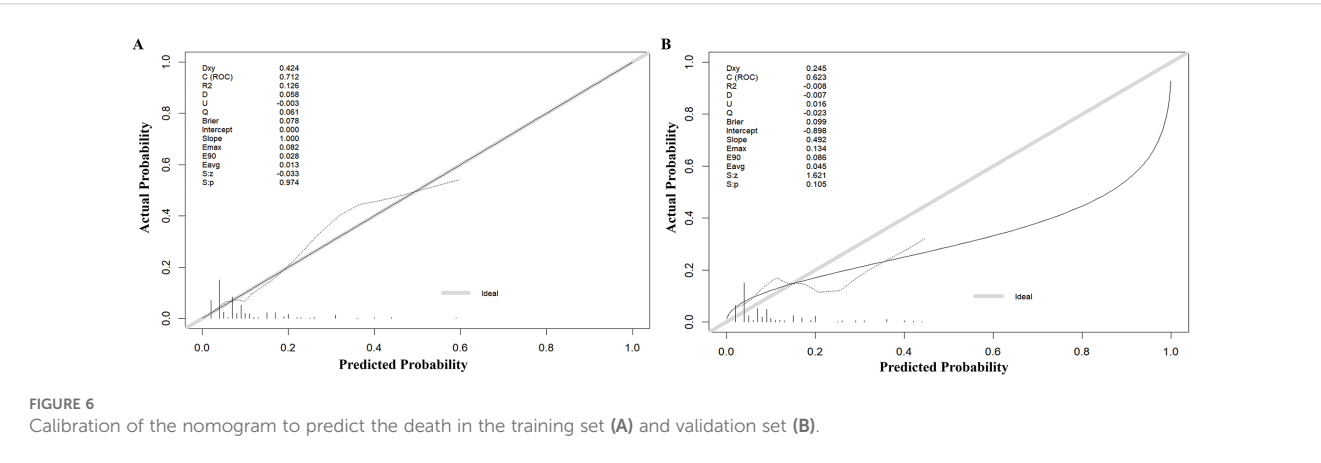 A
Dxy 0.424
C (ROC) 0.712
R2 0.126
D 0.058
U -0.003
Q 0.061
Brier 0.078
Intercept 0.000
Slope 1.000
Emax 0.082
E90 0.028
Eavg 0.013
S:z -0.033
S:p 0.974
Actual Probability
1.0
0.8
0.6
0.4
0.2
0.0
Ideal
0.0 0.2 0.4 0.6 0.8 1.0
Predicted Probability
B
Dxy 0.245
C (ROC) 0.623
R2 -0.008
D -0.007
U 0.016
Q -0.023
Brier 0.099
Intercept -0.898
Slope 0.492
Emax 0.134
E90 0.086
Eavg 0.045
S:z 1.621
S:p 0.105
Actual Probability
1.0
0.8
0.6
0.4
0.2
0.0
Ideal
0.0 0.2 0.4 0.6 0.8 1.0
Predicted Probability
FIGURE 6
Calibration of the nomogram to predict the death in the training set (A) and validation set (B).